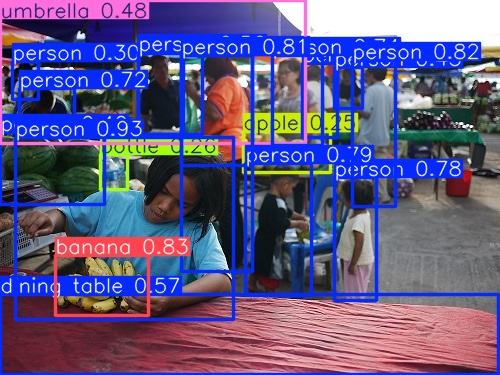 umbrella 0.48
person 0.30
person 0.81
person 0.82
person 0.72
person 0.93
bottle 0.26
apple 0.25
0.79
person 0.78
banana 0.83
dining table 0.57